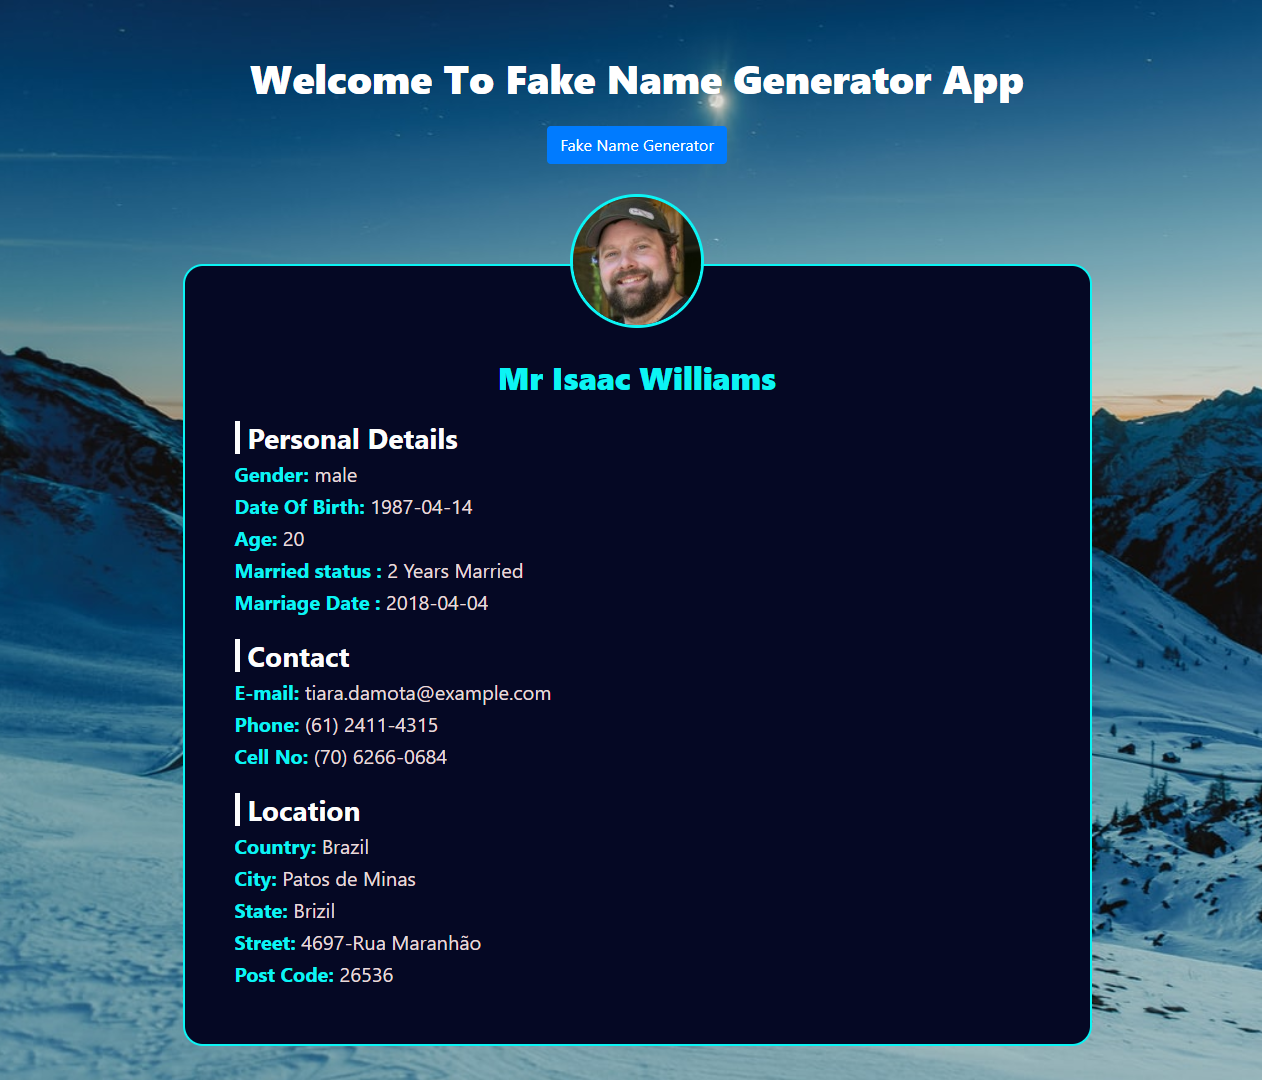 Welcome To Fake Name Generator App
Fake Name Generator
Mr Isaac Williams
Personal Details
Gender: male
Date Of Birth: 1987-04-14
Age: 20
Married status : 2 Years Married
Marriage Date : 2018-04-04
Contact
E-mail: tiara.damota@example.com
Phone: (61) 2411-4315
Cell No: (70) 6266-0684
Location
Country: Brazil
City: Patos de Minas
State: Brizil
Street: 4697-Rua Maranhão
Post Code: 26536